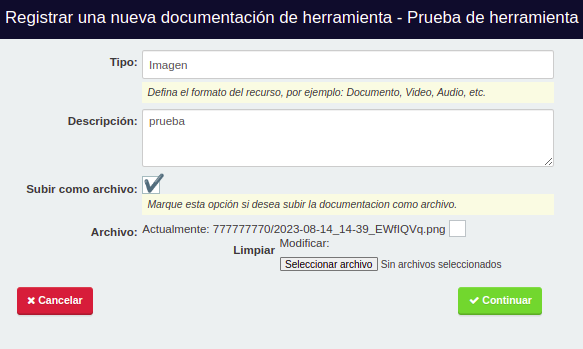 Registrar una nueva documentación de herramienta - Prueba de herramienta
Tipo: Imagen
Defina el formato del recurso, por ejemplo: Documento, Video, Audio, etc.
Descripción: prueba
Subir como archivo:
Marque esta opción si desea subir la documentacion como archivo.
Archivo: Actualmente: 777777770/2023-08-14_14-39_EWflQVq.png
Limpiar Modificar:
Seleccionar archivo Sin archivos seleccionados
Cancelar Continuar